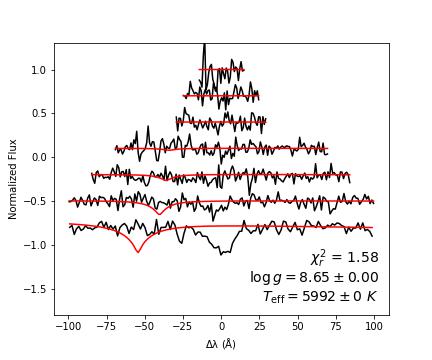 1.0
0.5
0.0
−0.5
−1.0
−1.5
Normalized Flux
χ²ᵣ = 1.58
log g = 8.65 ± 0.00
T_eff = 5992 ± 0 K
−100 −75 −50 −25 0 25 50 75 100
Δλ (Å)